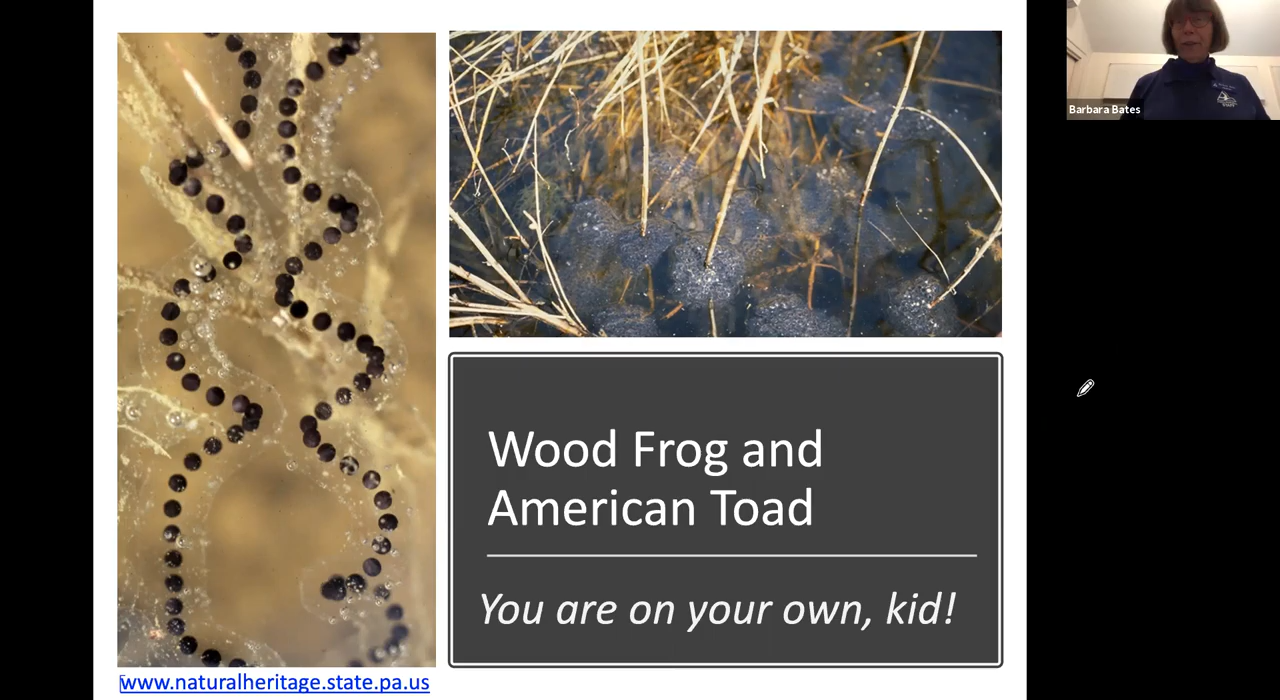 Barbara Bates
Wood Frog and
American Toad
You are on your own, kid!
www.naturalheritage.state.pa.us